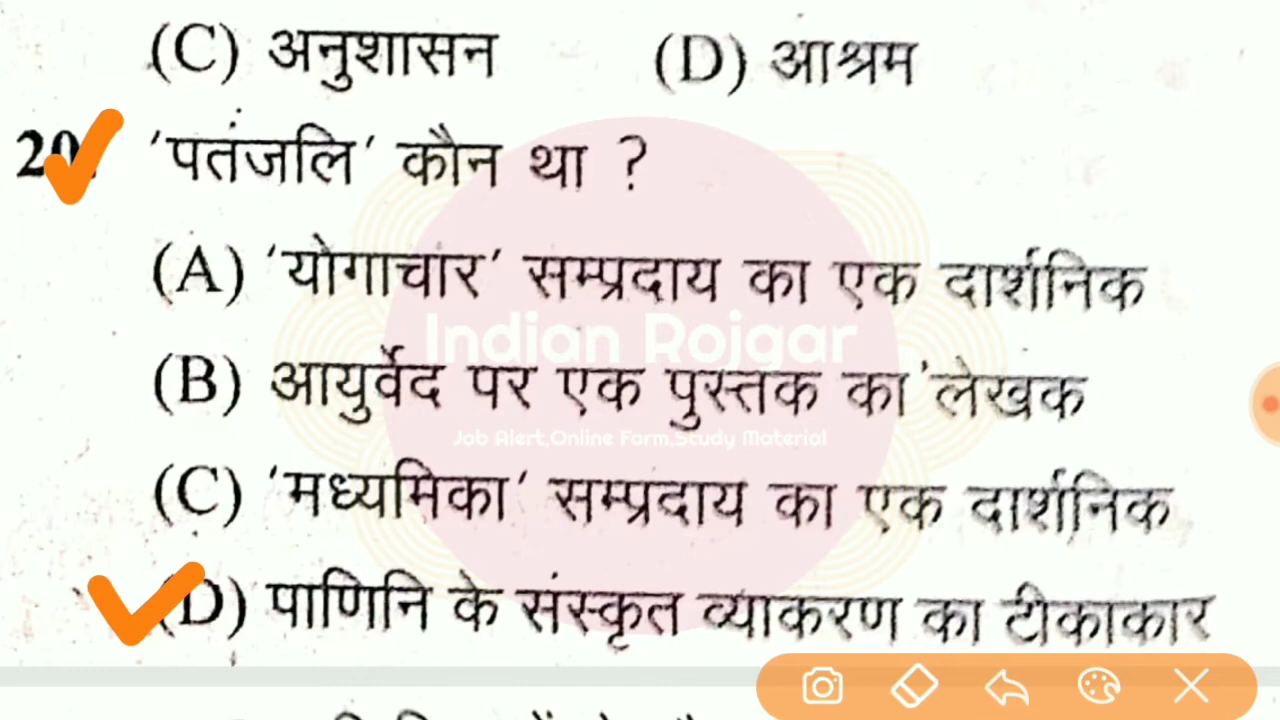 (C) अनुशासन (D) आश्रम
20. 'पतंजलि' कौन था ?
(A) 'योगाचार' सम्प्रदाय का एक दार्शनिक
Indian Rojgar
(B) आयुर्वेद पर एक पुस्तक का लेखक
Job Alert,Online Form,Study Material
(C) 'मध्यमिका' सम्प्रदाय का एक दार्शनिक
(D) पाणिनि के संस्कृत व्याकरण का टीकाकार